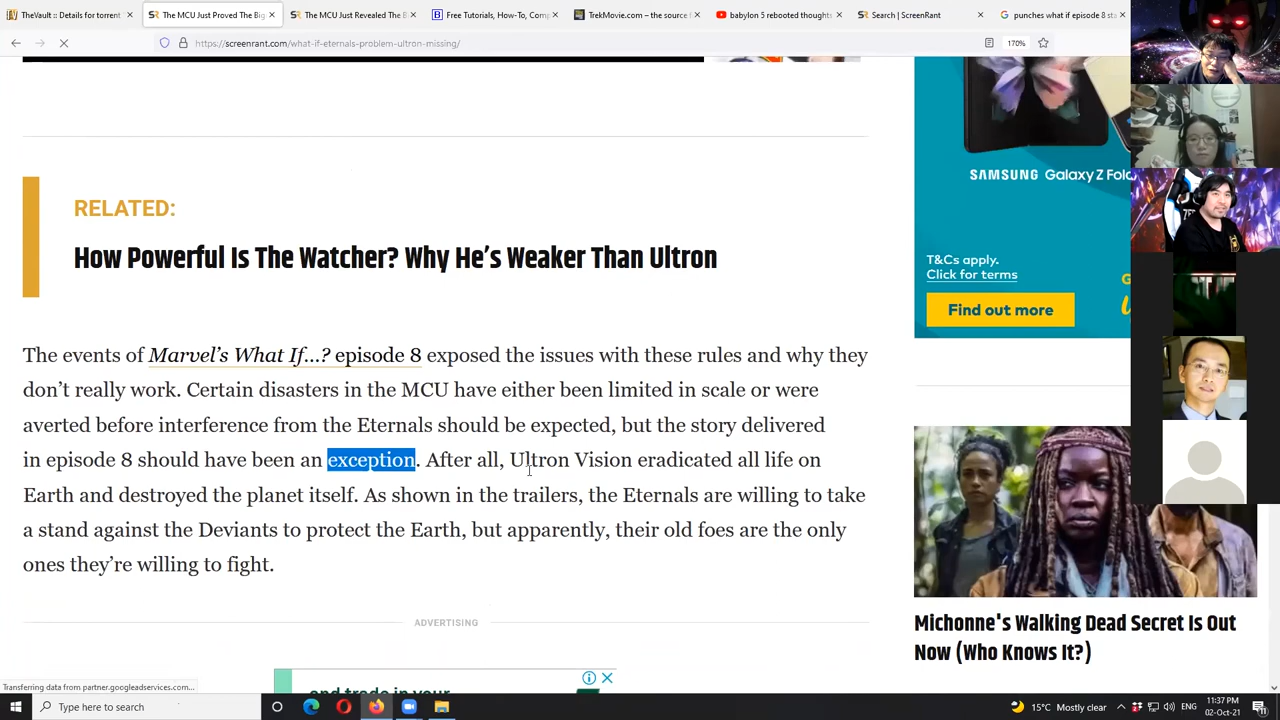 TheVault :: Details for torrent
The MCU Just Proved The Big
The MCU Just Revealed The B
Free Tutorials, How-To, Comp
TrekMovie.com – the source
babylon 5 rebooted thoughts
Search | ScreenRant
punches what if episode 8 sta
https://screenrant.com/what-if-eternals-problem-ultron-missing/
170%
RELATED:
How Powerful Is The Watcher? Why He’s Weaker Than Ultron
The events of Marvel’s What If…? episode 8 exposed the issues with these rules and why they
don’t really work. Certain disasters in the MCU have either been limited in scale or were
averted before interference from the Eternals should be expected, but the story delivered
in episode 8 should have been an exception. After all, Ultron Vision eradicated all life on
Earth and destroyed the planet itself. As shown in the trailers, the Eternals are willing to take
a stand against the Deviants to protect the Earth, but apparently, their old foes are the only
ones they’re willing to fight.
ADVERTISING
and trade in your
SAMSUNG Galaxy Z Fold
T&Cs apply.
Click for terms
Find out more
Michonne's Walking Dead Secret Is Out
Now (Who Knows It?)
Transferring data from partner.googleadservices.com...
Type here to search
15°C Mostly clear
11:37 PM
02-Oct-21